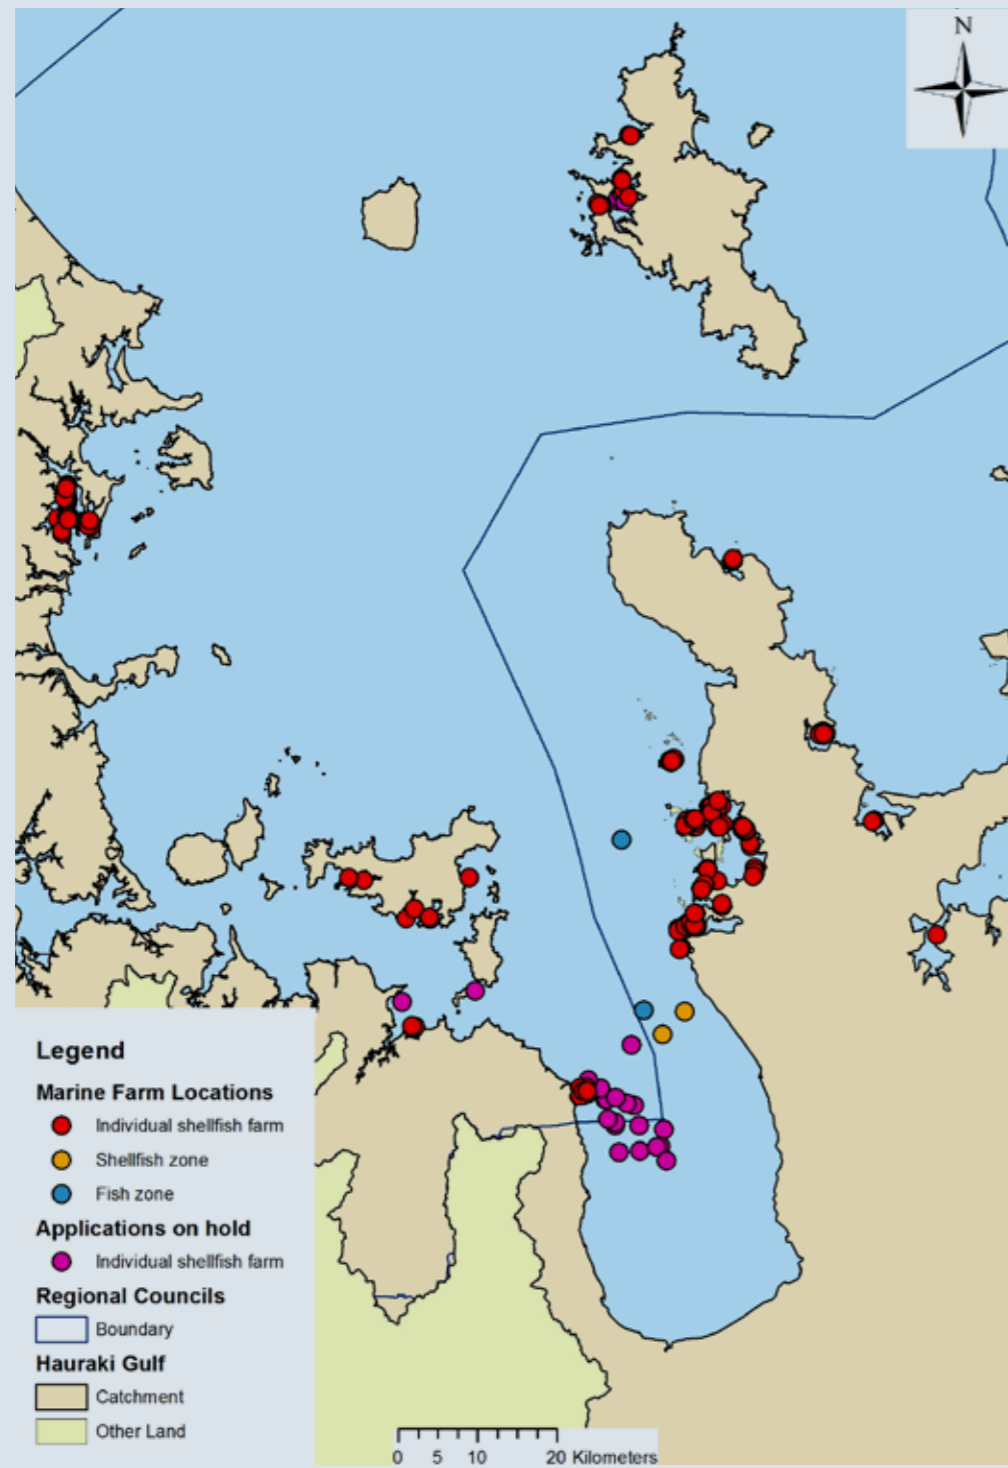 N
Legend
Marine Farm Locations
Individual shellfish farm
Shellfish zone
Fish zone
Applications on hold
Individual shellfish farm
Regional Councils
Boundary
Hauraki Gulf
Catchment
Other Land
0 5 10 20 Kilometers